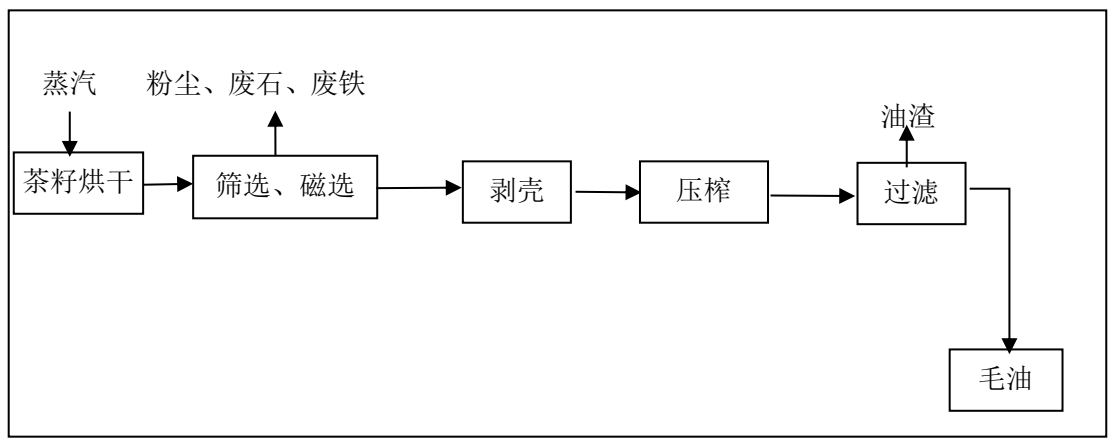 蒸汽
粉尘、废石、废铁
油渣
茶籽烘干
筛选、磁选
剥壳
压榨
过滤
毛油